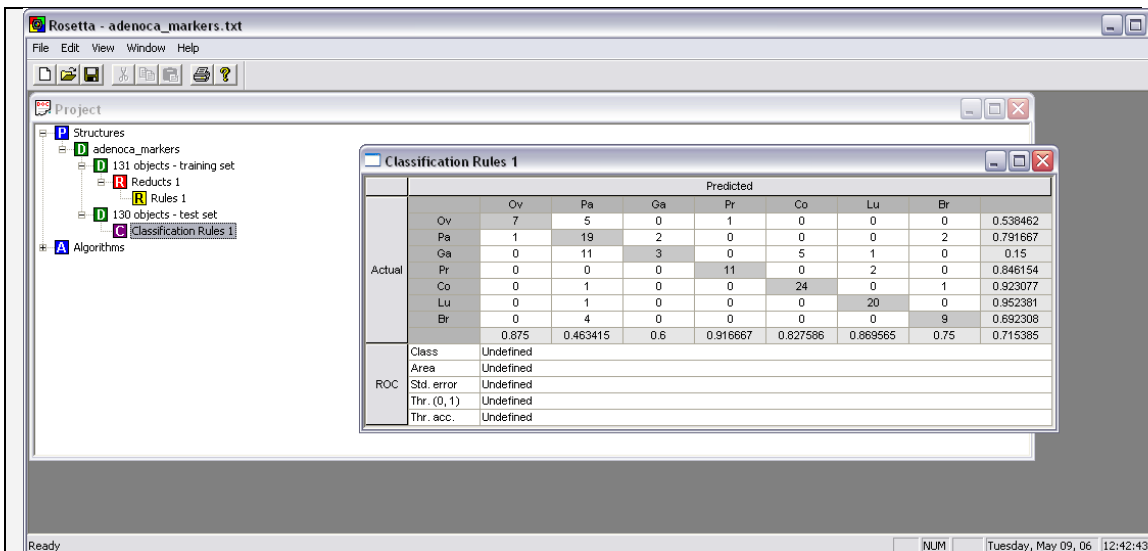 Rosetta - adenoca_markers.txt
File Edit View Window Help
Project
P Structures
D adenoca_markers
D 131 objects - training set
R Reducts 1
R Rules 1
D 130 objects - test set
C Classification Rules 1
A Algorithms
Classification Rules 1
Predicted
Ov Pa Ga Pr Co Lu Br
Ov 7 5 0 1 0 0 0 0.538462
Pa 1 19 2 0 0 0 2 0.791667
Ga 0 11 3 0 5 1 0 0.15
Actual Pr 0 0 0 11 0 2 0 0.846154
Co 0 1 0 0 24 0 1 0.923077
Lu 0 1 0 0 0 20 0 0.952381
Br 0 4 0 0 0 0 9 0.692308
0.875 0.463415 0.6 0.916667 0.827586 0.869565 0.75 0.715385
Class Undefined
Area Undefined
ROC Std. error Undefined
Thr. (0, 1) Undefined
Thr. acc. Undefined
Ready NUM Tuesday, May 09, 06 12:42:43